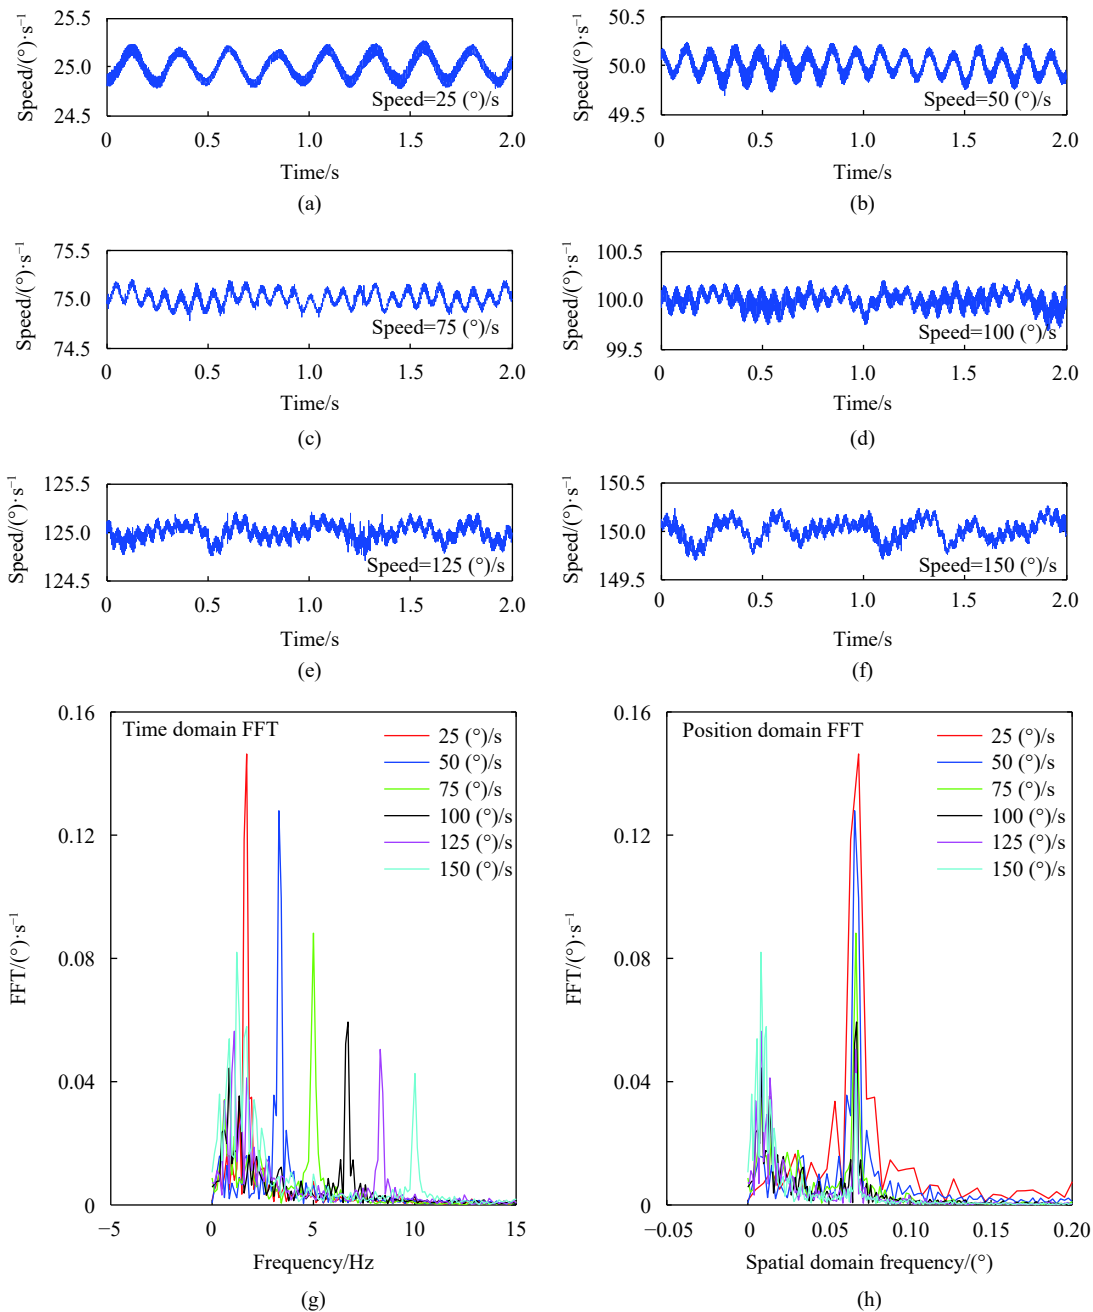 25.5
25.0
24.5
Speed/(°)·s⁻¹
Speed=25 (°)/s
0 0.5 1.0 1.5 2.0
Time/s
(a)
50.5
50.0
49.5
Speed/(°)·s⁻¹
Speed=50 (°)/s
0 0.5 1.0 1.5 2.0
Time/s
(b)
75.5
75.0
74.5
Speed/(°)·s⁻¹
Speed=75 (°)/s
0 0.5 1.0 1.5 2.0
Time/s
(c)
100.5
100.0
99.5
Speed/(°)·s⁻¹
Speed=100 (°)/s
0 0.5 1.0 1.5 2.0
Time/s
(d)
125.5
125.0
124.5
Speed/(°)·s⁻¹
Speed=125 (°)/s
0 0.5 1.0 1.5 2.0
Time/s
(e)
150.5
150.0
149.5
Speed/(°)·s⁻¹
Speed=150 (°)/s
0 0.5 1.0 1.5 2.0
Time/s
(f)
0.16
0.12
0.08
0.04
0
FFT/(°)·s⁻¹
Time domain FFT
25 (°)/s
50 (°)/s
75 (°)/s
100 (°)/s
125 (°)/s
150 (°)/s
−5 0 5 10 15
Frequency/Hz
(g)
0.16
0.12
0.08
0.04
0
FFT/(°)·s⁻¹
Position domain FFT
25 (°)/s
50 (°)/s
75 (°)/s
100 (°)/s
125 (°)/s
150 (°)/s
−0.05 0 0.05 0.10 0.15 0.20
Spatial domain frequency/(°)
(h)